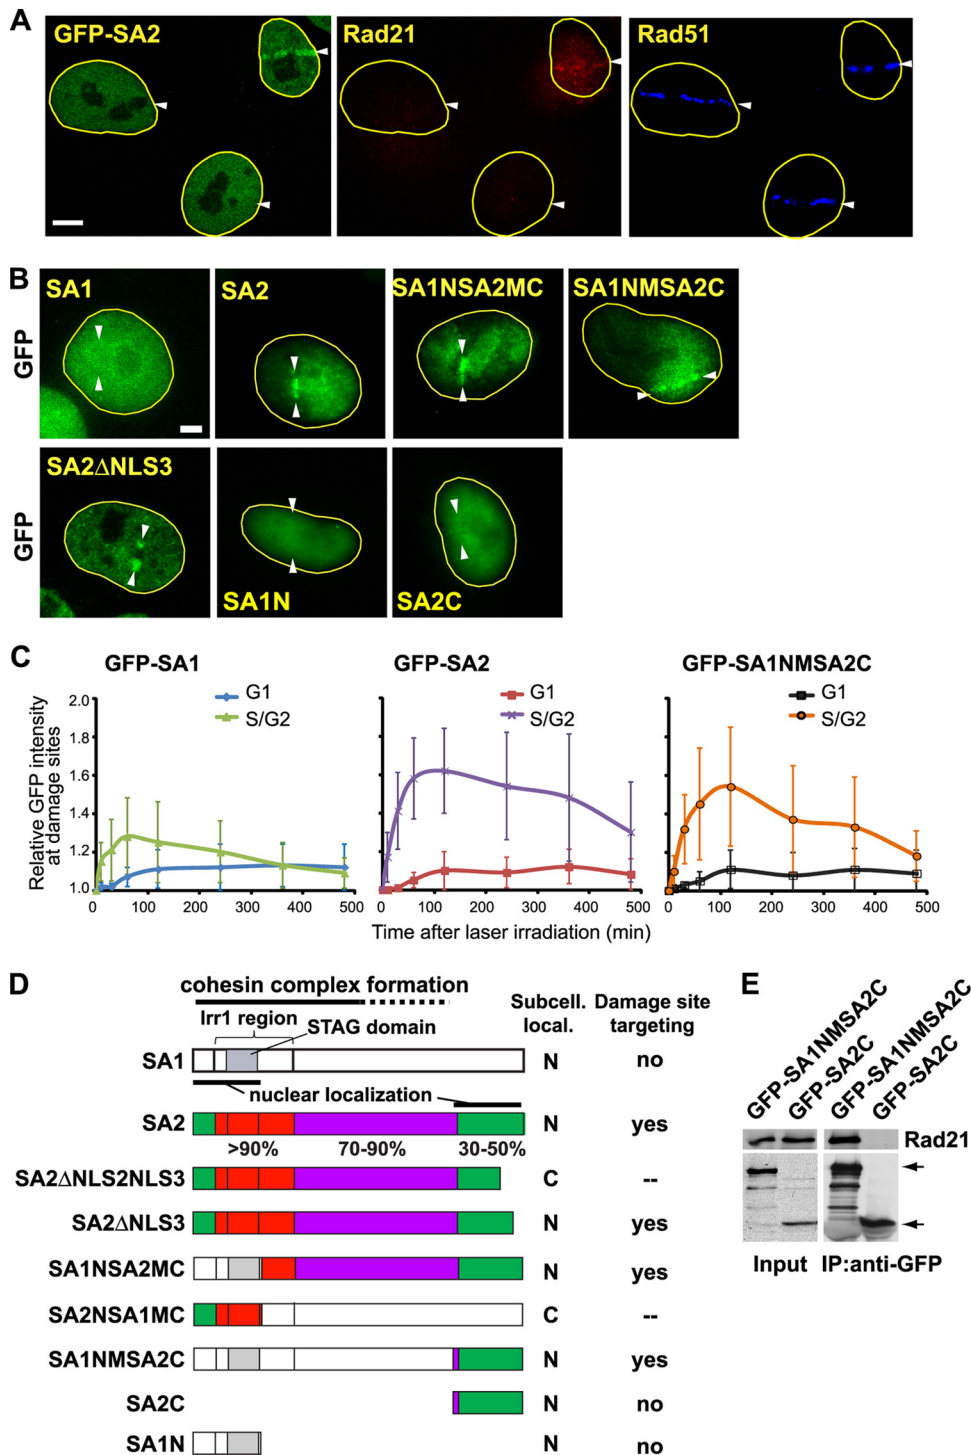 A
GFP-SA2
Rad21
Rad51
B
GFP
SA1
SA2
SA1NSA2MC
SA1NMSA2C
GFP
SA2ΔNLS3
SA1N
SA2C
C
GFP-SA1
GFP-SA2
GFP-SA1NMSA2C
Relative GFP intensity
at damage sites
2.0
1.8
1.6
1.4
1.2
1.0
G1
S/G2
G1
S/G2
G1
S/G2
0 100 200 300 400 500
0 100 200 300 400 500
0 100 200 300 400 500
Time after laser irradiation (min)
D
cohesin complex formation
Irr1 region
STAG domain
Subcell.
local.
Damage site
targeting
SA1 N no
nuclear localization
SA2 N yes
>90% 70-90% 30-50%
SA2ΔNLS2NLS3 C --
SA2ΔNLS3 N yes
SA1NSA2MC N yes
SA2NSA1MC C --
SA1NMSA2C N yes
SA2C N no
SA1N N no
E
GFP-SA1NMSA2C
GFP-SA2C
GFP-SA1NMSA2C
GFP-SA2C
Rad21
Input IP:anti-GFP